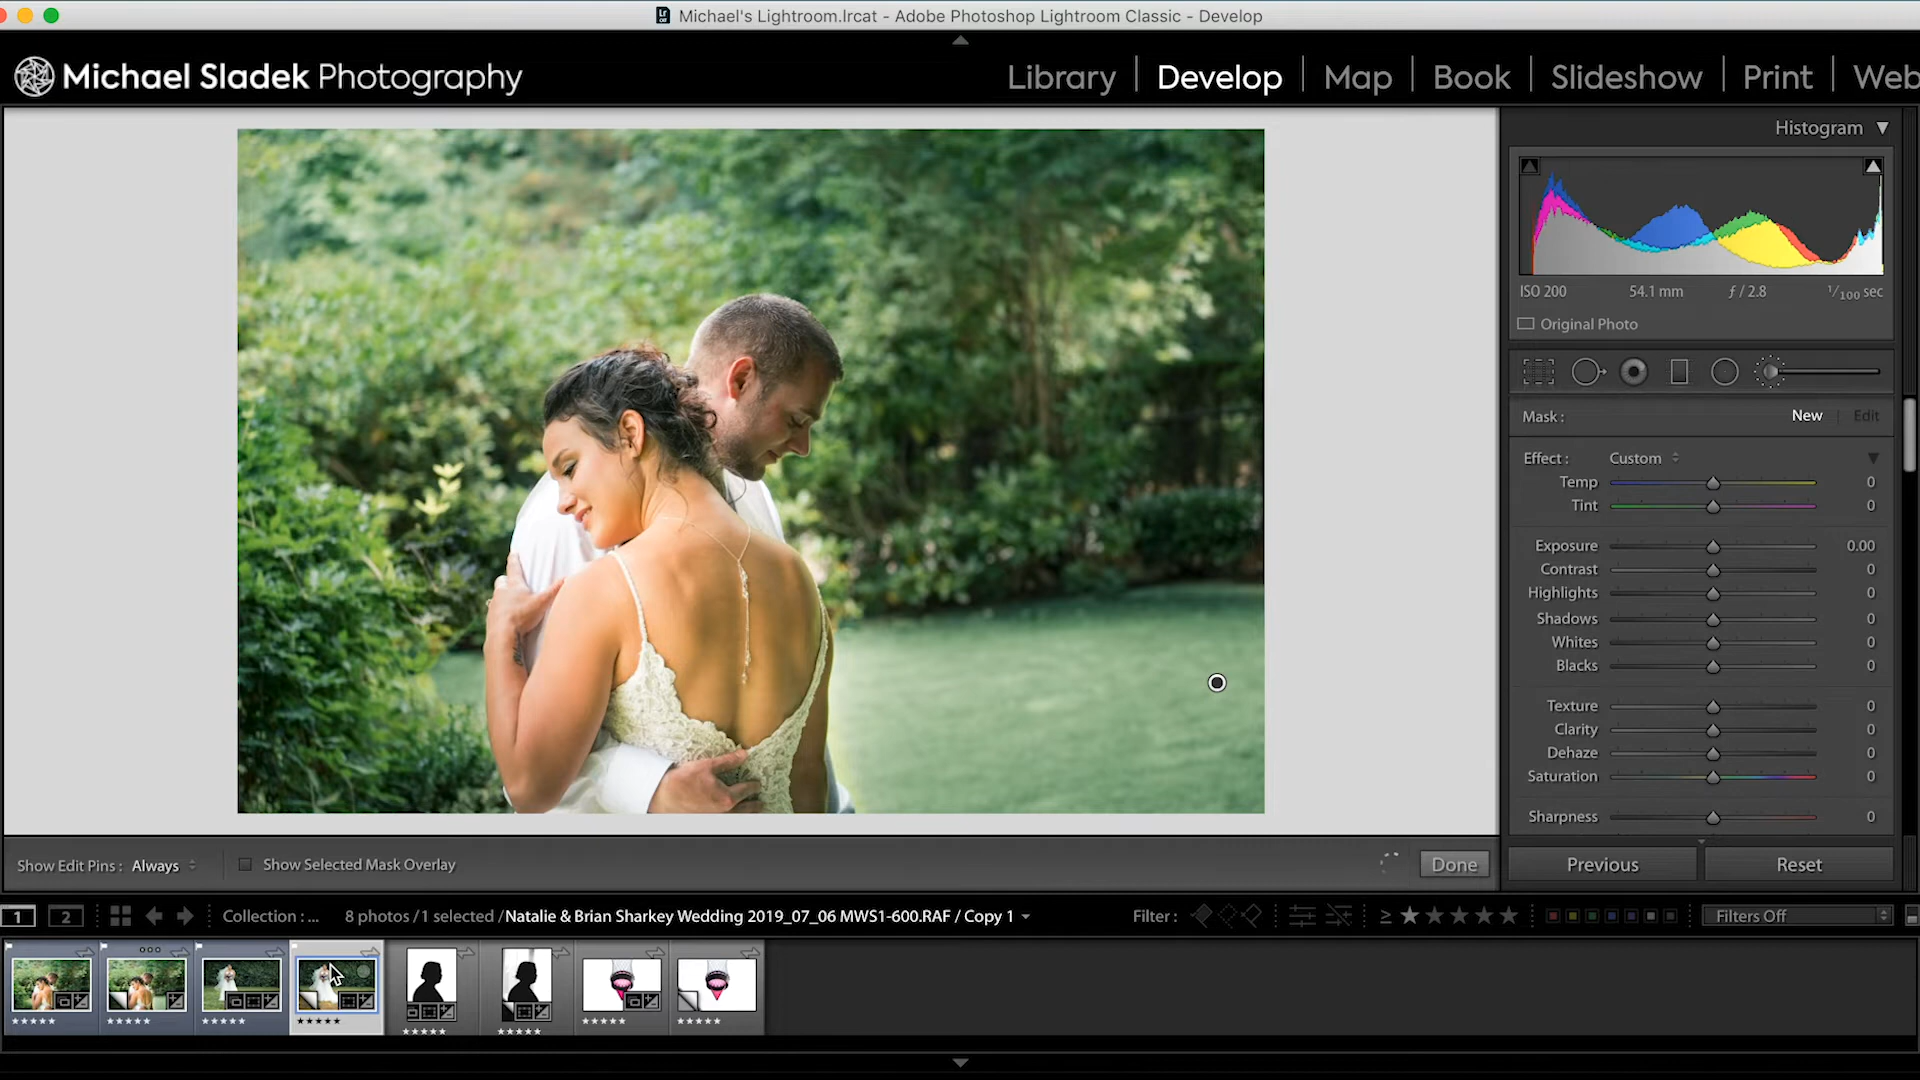 Michael's Lightroom.lrcat - Adobe Photoshop Lightroom Classic - Develop
Michael Sladek Photography
Library | Develop | Map | Book | Slideshow | Print | Web
Histogram
ISO 200 54.1 mm ƒ / 2.8 1/100 sec
Original Photo
Mask : New | Edit
Effect : Custom
Temp 0
Tint 0
Exposure 0.00
Contrast 0
Highlights 0
Shadows 0
Whites 0
Blacks 0
Texture 0
Clarity 0
Dehaze 0
Saturation 0
Sharpness 0
Show Edit Pins : Always Show Selected Mask Overlay Done Previous Reset
1 2 Collection : ... 8 photos / 1 selected / Natalie & Brian Sharkey Wedding 2019_07_06 MWS1-600.RAF / Copy 1 Filter : ≥ Filters Off